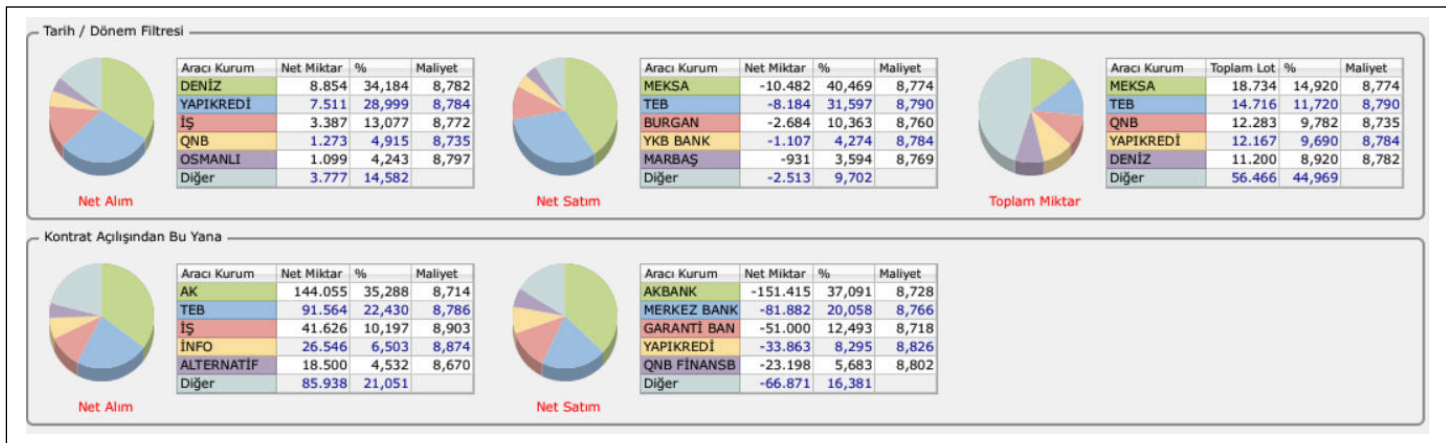 Tarih / Dönem Filtresi
Aracı Kurum Net Miktar % Maliyet
DENİZ 8.854 34,184 8,782
YAPIKREDİ 7.511 28,999 8,784
İŞ 3.387 13,077 8,772
QNB 1.273 4,915 8,735
OSMANLI 1.099 4,243 8,797
Diğer 3.777 14,582
Net Alım
Aracı Kurum Net Miktar % Maliyet
MEKSA -10.482 40,469 8,774
TEB -8.184 31,597 8,790
BURGAN -2.684 10,363 8,760
YKB BANK -1.107 4,274 8,784
MARBAŞ -931 3,594 8,769
Diğer -2.513 9,702
Net Satım
Aracı Kurum Toplam Lot % Maliyet
MEKSA 18.734 14,920 8,774
TEB 14.716 11,720 8,790
QNB 12.283 9,782 8,735
YAPIKREDİ 12.167 9,690 8,784
DENİZ 11.200 8,920 8,782
Diğer 56.466 44,969
Toplam Miktar
Kontrat Açılışından Bu Yana
Aracı Kurum Net Miktar % Maliyet
AK 144.055 35,288 8,714
TEB 91.564 22,430 8,786
İŞ 41.626 10,197 8,903
İNFO 26.546 6,503 8,874
ALTERNATİF 18.500 4,532 8,670
Diğer 85.938 21,051
Net Alım
Aracı Kurum Net Miktar % Maliyet
AKBANK -151.415 37,091 8,728
MERKEZ BANK -81.882 20,058 8,766
GARANTİ BAN -51.000 12,493 8,718
YAPIKREDİ -33.863 8,295 8,826
QNB FİNANSB -23.198 5,683 8,802
Diğer -66.871 16,381
Net Satım